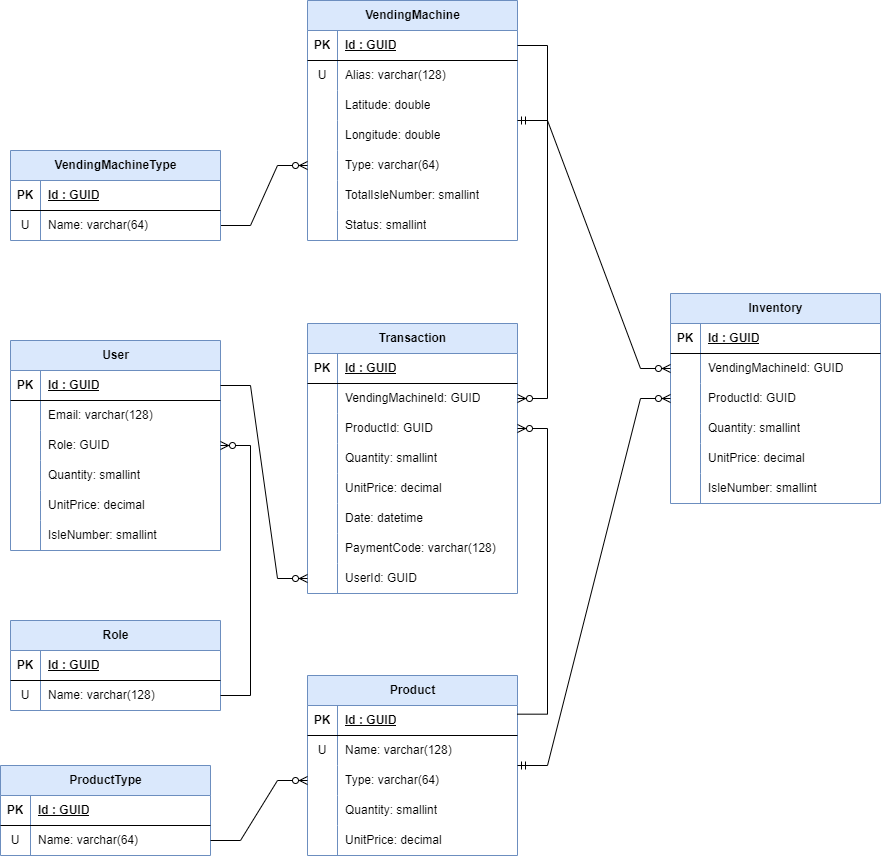 VendingMachine
PK Id : GUID
U Alias: varchar(128)
Latitude: double
Longitude: double
Type: varchar(64)
TotalIsleNumber: smallint
Status: smallint
VendingMachineType
PK Id : GUID
U Name: varchar(64)
Inventory
PK Id : GUID
VendingMachineId: GUID
ProductId: GUID
Quantity: smallint
UnitPrice: decimal
IsleNumber: smallint
Transaction
PK Id : GUID
VendingMachineId: GUID
ProductId: GUID
Quantity: smallint
UnitPrice: decimal
Date: datetime
PaymentCode: varchar(128)
UserId: GUID
User
PK Id : GUID
Email: varchar(128)
Role: GUID
Quantity: smallint
UnitPrice: decimal
IsleNumber: smallint
Role
PK Id : GUID
U Name: varchar(128)
Product
PK Id : GUID
U Name: varchar(128)
Type: varchar(64)
Quantity: smallint
UnitPrice: decimal
ProductType
PK Id : GUID
U Name: varchar(64)